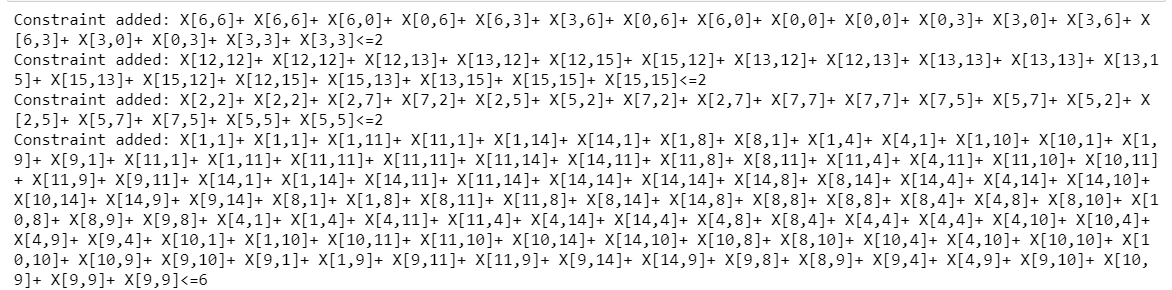 Constraint added: X[6,6]+ X[6,6]+ X[6,0]+ X[0,6]+ X[6,3]+ X[3,6]+ X[0,6]+ X[6,0]+ X[0,0]+ X[0,0]+ X[0,3]+ X[3,0]+ X[3,6]+ X
[6,3]+ X[3,0]+ X[0,3]+ X[3,3]+ X[3,3]<=2
Constraint added: X[12,12]+ X[12,12]+ X[12,13]+ X[13,12]+ X[12,15]+ X[15,12]+ X[13,12]+ X[12,13]+ X[13,13]+ X[13,13]+ X[13,1
5]+ X[15,13]+ X[15,12]+ X[12,15]+ X[15,13]+ X[13,15]+ X[15,15]+ X[15,15]<=2
Constraint added: X[2,2]+ X[2,2]+ X[2,7]+ X[7,2]+ X[2,5]+ X[5,2]+ X[7,2]+ X[2,7]+ X[7,7]+ X[7,7]+ X[7,5]+ X[5,7]+ X[5,2]+ X
[2,5]+ X[5,7]+ X[7,5]+ X[5,5]+ X[5,5]<=2
Constraint added: X[1,1]+ X[1,1]+ X[1,11]+ X[11,1]+ X[1,14]+ X[14,1]+ X[1,8]+ X[8,1]+ X[1,4]+ X[4,1]+ X[1,10]+ X[10,1]+ X[1,
9]+ X[9,1]+ X[11,1]+ X[1,11]+ X[11,11]+ X[11,11]+ X[11,14]+ X[14,11]+ X[11,8]+ X[8,11]+ X[11,4]+ X[4,11]+ X[11,10]+ X[10,11]
+ X[11,9]+ X[9,11]+ X[14,1]+ X[1,14]+ X[14,11]+ X[11,14]+ X[14,14]+ X[14,14]+ X[14,8]+ X[8,14]+ X[14,4]+ X[4,14]+ X[14,10]+
X[10,14]+ X[14,9]+ X[9,14]+ X[8,1]+ X[1,8]+ X[8,11]+ X[11,8]+ X[8,14]+ X[14,8]+ X[8,8]+ X[8,8]+ X[8,4]+ X[4,8]+ X[8,10]+ X[1
0,8]+ X[8,9]+ X[9,8]+ X[4,1]+ X[1,4]+ X[4,11]+ X[11,4]+ X[4,14]+ X[14,4]+ X[4,8]+ X[8,4]+ X[4,4]+ X[4,4]+ X[4,10]+ X[10,4]+
X[4,9]+ X[9,4]+ X[10,1]+ X[1,10]+ X[10,11]+ X[11,10]+ X[10,14]+ X[14,10]+ X[10,8]+ X[8,10]+ X[10,4]+ X[4,10]+ X[10,10]+ X[1
0,10]+ X[10,9]+ X[9,10]+ X[9,1]+ X[1,9]+ X[9,11]+ X[11,9]+ X[9,14]+ X[14,9]+ X[9,8]+ X[8,9]+ X[9,4]+ X[4,9]+ X[9,10]+ X[10,
9]+ X[9,9]+ X[9,9]<=6